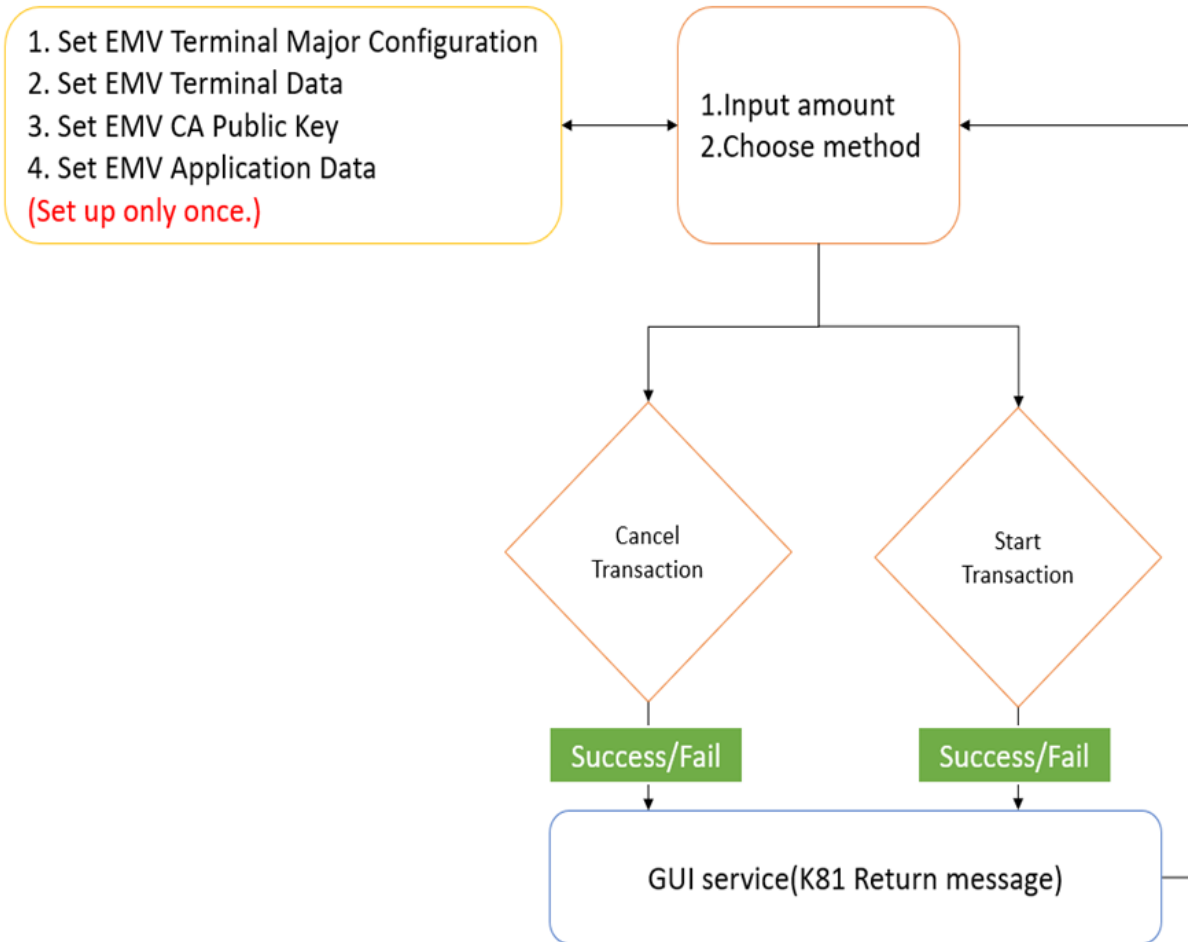 1. Set EMV Terminal Major Configuration
2. Set EMV Terminal Data
3. Set EMV CA Public Key
4. Set EMV Application Data
(Set up only once.)
1.Input amount
2.Choose method
Cancel
Transaction
Start
Transaction
Success/Fail
Success/Fail
GUI service(K81 Return message)